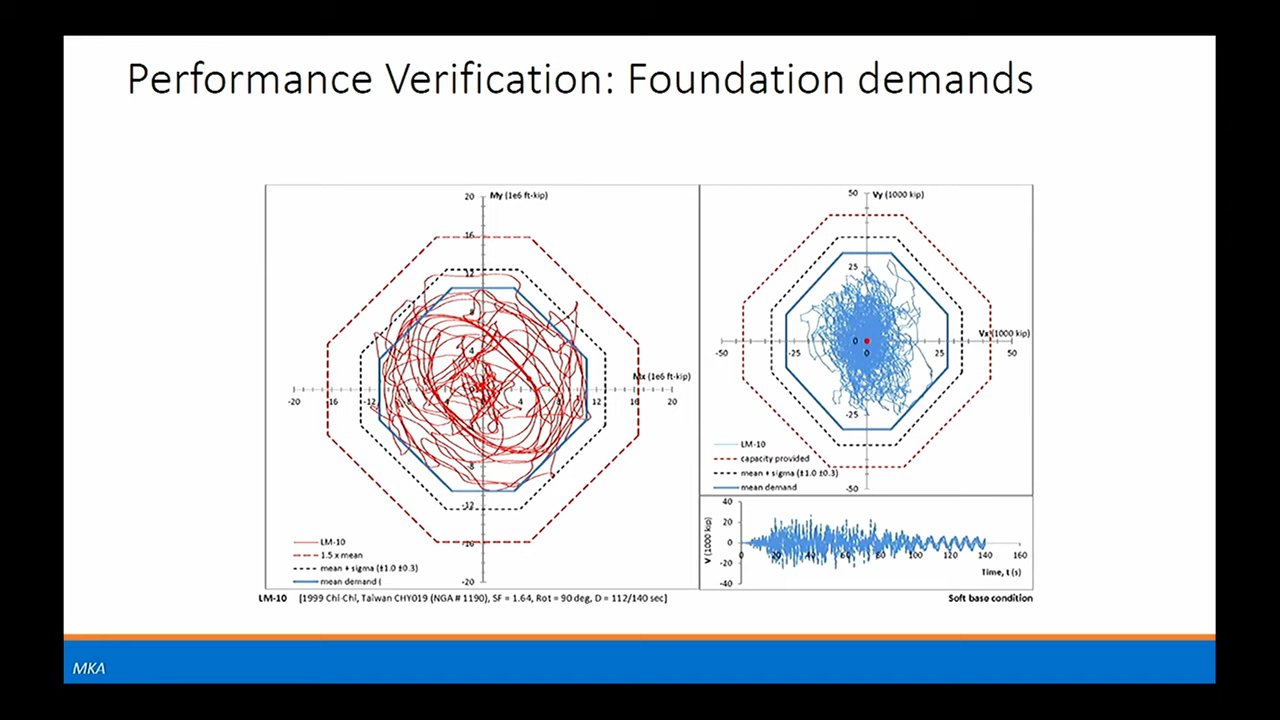 Performance Verification: Foundation demands
My (1e6 ft-kip)
20
16
12
8
4
0
Mx (1e6 ft-kip)
-20
-16
-12
-8
4
8
12
16
20
-8
-12
-16
-20
LM-10
1.5 x mean
mean + sigma (±1.0 ±0.3)
mean demand (
Vy (1000 kip)
50
25
0
Vx (1000 kip)
-50
-25
0
25
50
-25
-50
LM-10
capacity provided
mean + sigma (±1.0 ±0.3)
mean demand
V (1000 kip)
40
20
0
-20
-40
0
20
40
60
80
100
120
140
160
Time, t (s)
LM-10 [1999 Chi-Chi, Taiwan CHY019 (NGA # 1190), SF = 1.64, Rot = 90 deg, D = 112/140 sec]
Soft base condition
MKA